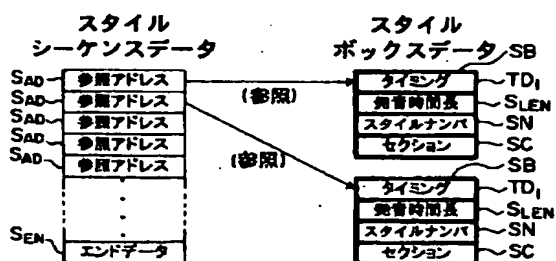 スタイル
シーケンスデータ
SAD 参照アドレス
SAD 参照アドレス
SAD 参照アドレス
SAD 参照アドレス
SAD 参照アドレス
SEN エンドデータ
(参照)
(参照)
スタイル
ボックスデータ SB
タイミング TD1
発音時間長 SLEN
スタイルナンバ SN
セクション SC
SB
タイミング TD1
発音時間長 SLEN
スタイルナンバ SN
セクション SC